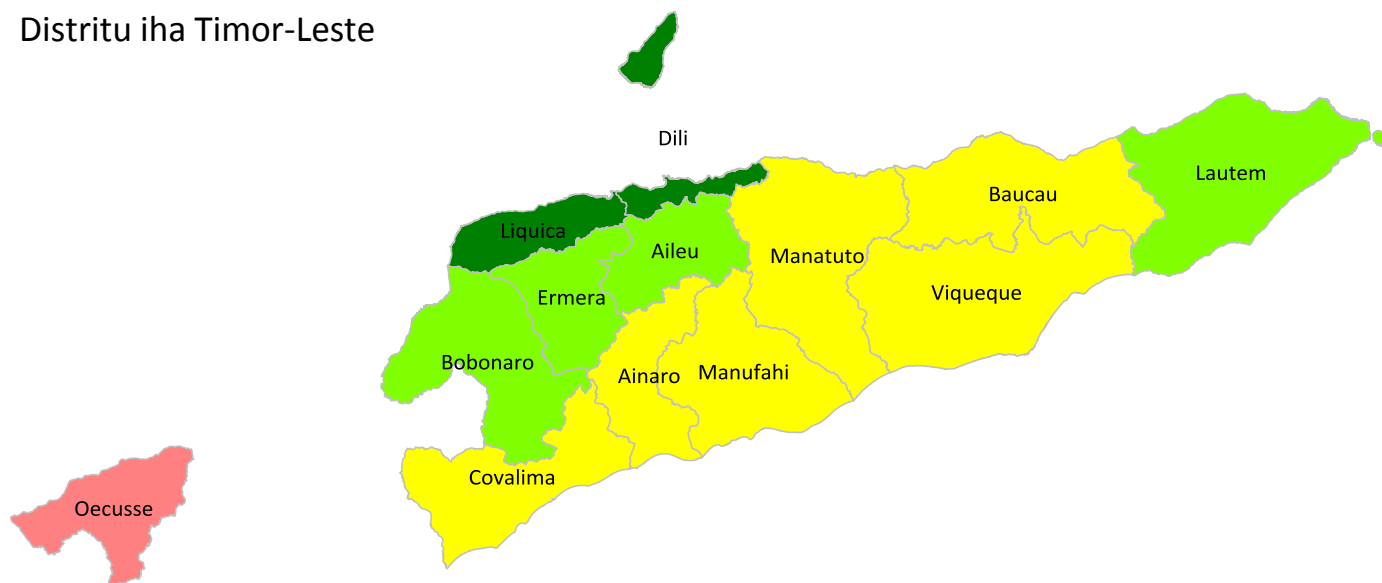 Distritu iha Timor-Leste
Dili
Lautem
Baucau
Liquica
Aileu
Manatuto
Ermera
Viqueque
Bobonaro
Ainaro
Manufahi
Covalima
Oecusse